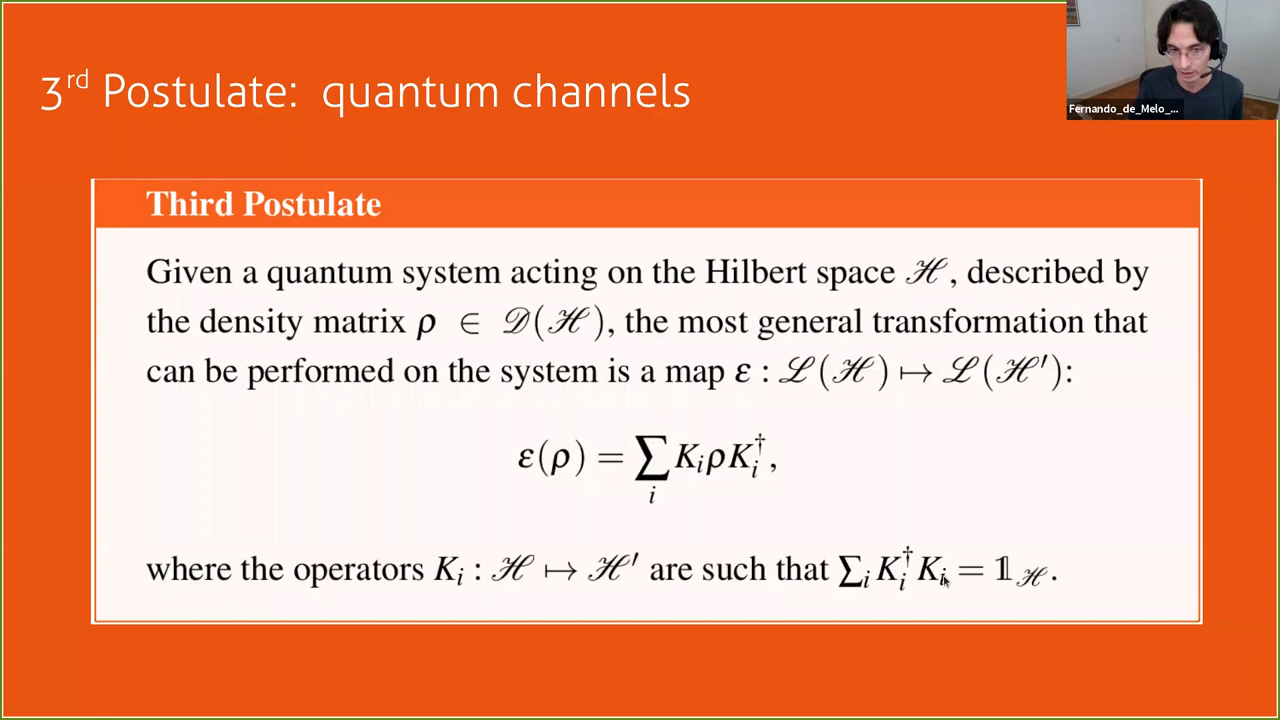 3rd Postulate: quantum channels
Fernando_de_Melo_...
Third Postulate
Given a quantum system acting on the Hilbert space ℋ, described by
the density matrix ρ ∈ 𝒟(ℋ), the most general transformation that
can be performed on the system is a map ε : ℒ(ℋ) ↦ ℒ(ℋ′):
ε(ρ) = ∑ᵢ KᵢρKᵢ†,
where the operators Kᵢ : ℋ ↦ ℋ′ are such that ∑ᵢ Kᵢ†Kᵢ = 𝟙ℋ.